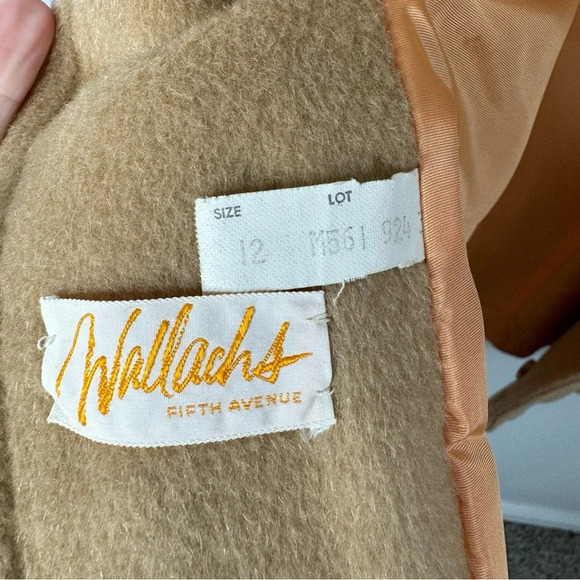 SIZE LOT
12 M561 924
Wallachs
FIFTH AVENUE